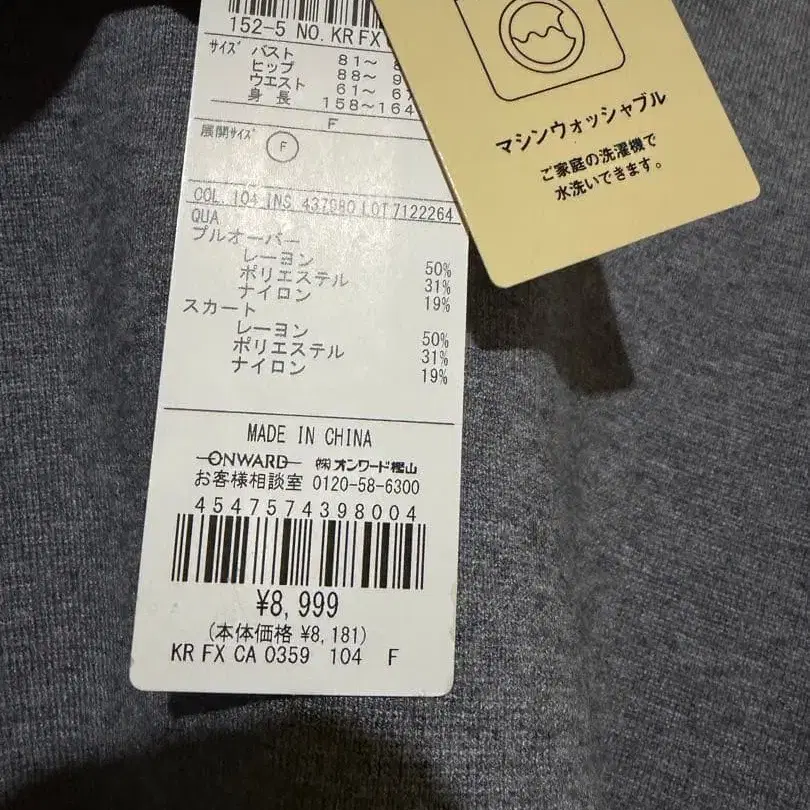 152-5 NO. KR FX
サイズ バスト 81～
ヒップ 88～
ウエスト 61～
身長 158～164
F
展開サイズ F
COL. 104 INS. 437980 LOT 7122264
QUA
プルオーバー
レーヨン 50%
ポリエステル 31%
ナイロン 19%
スカート
レーヨン 50%
ポリエステル 31%
ナイロン 19%
MADE IN CHINA
ONWARD ㈱オンワード樫山
お客様相談室 0120-58-6300
4547574398004
¥8,999
(本体価格 ¥8,181)
KR FX CA 0359 104 F
マシンウォッシャブル
ご家庭の洗濯機で
水洗いできます。